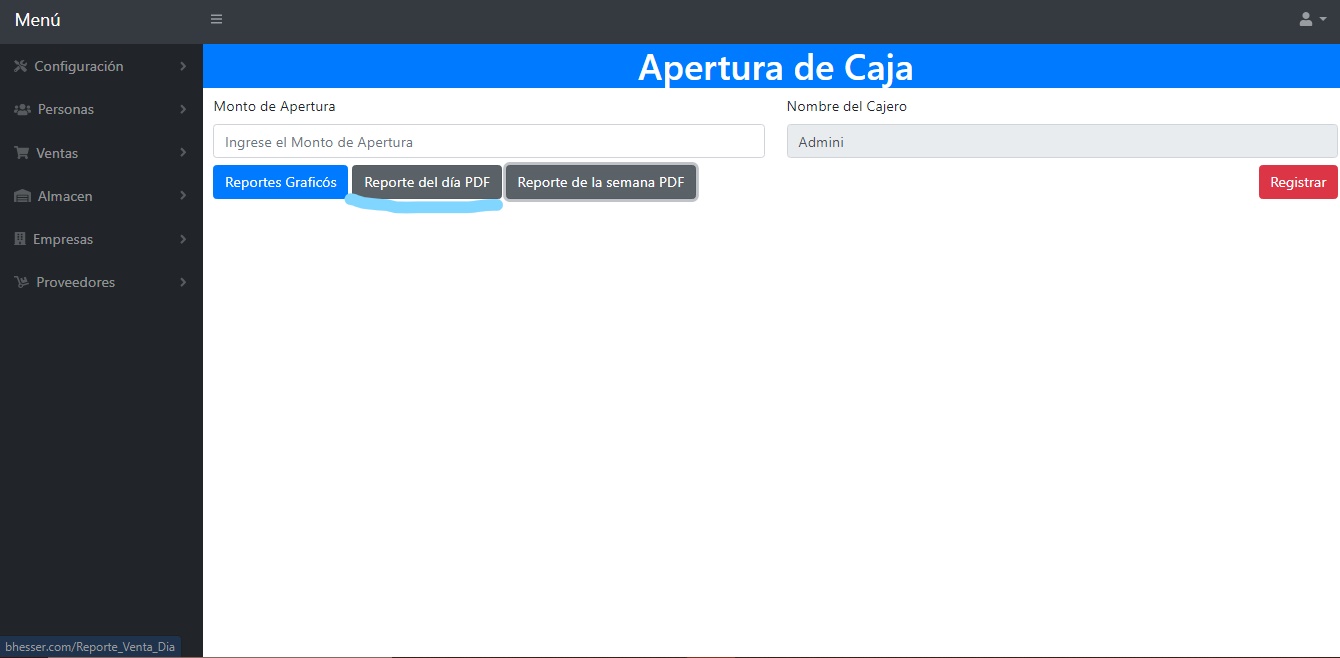 Menú
Apertura de Caja
Configuración
Personas
Ventas
Almacen
Empresas
Proveedores
Monto de Apertura
Ingrese el Monto de Apertura
Nombre del Cajero
Admini
Reportes Graficós
Reporte del día PDF
Reporte de la semana PDF
Registrar
bhesser.com/Reporte_Venta_Dia